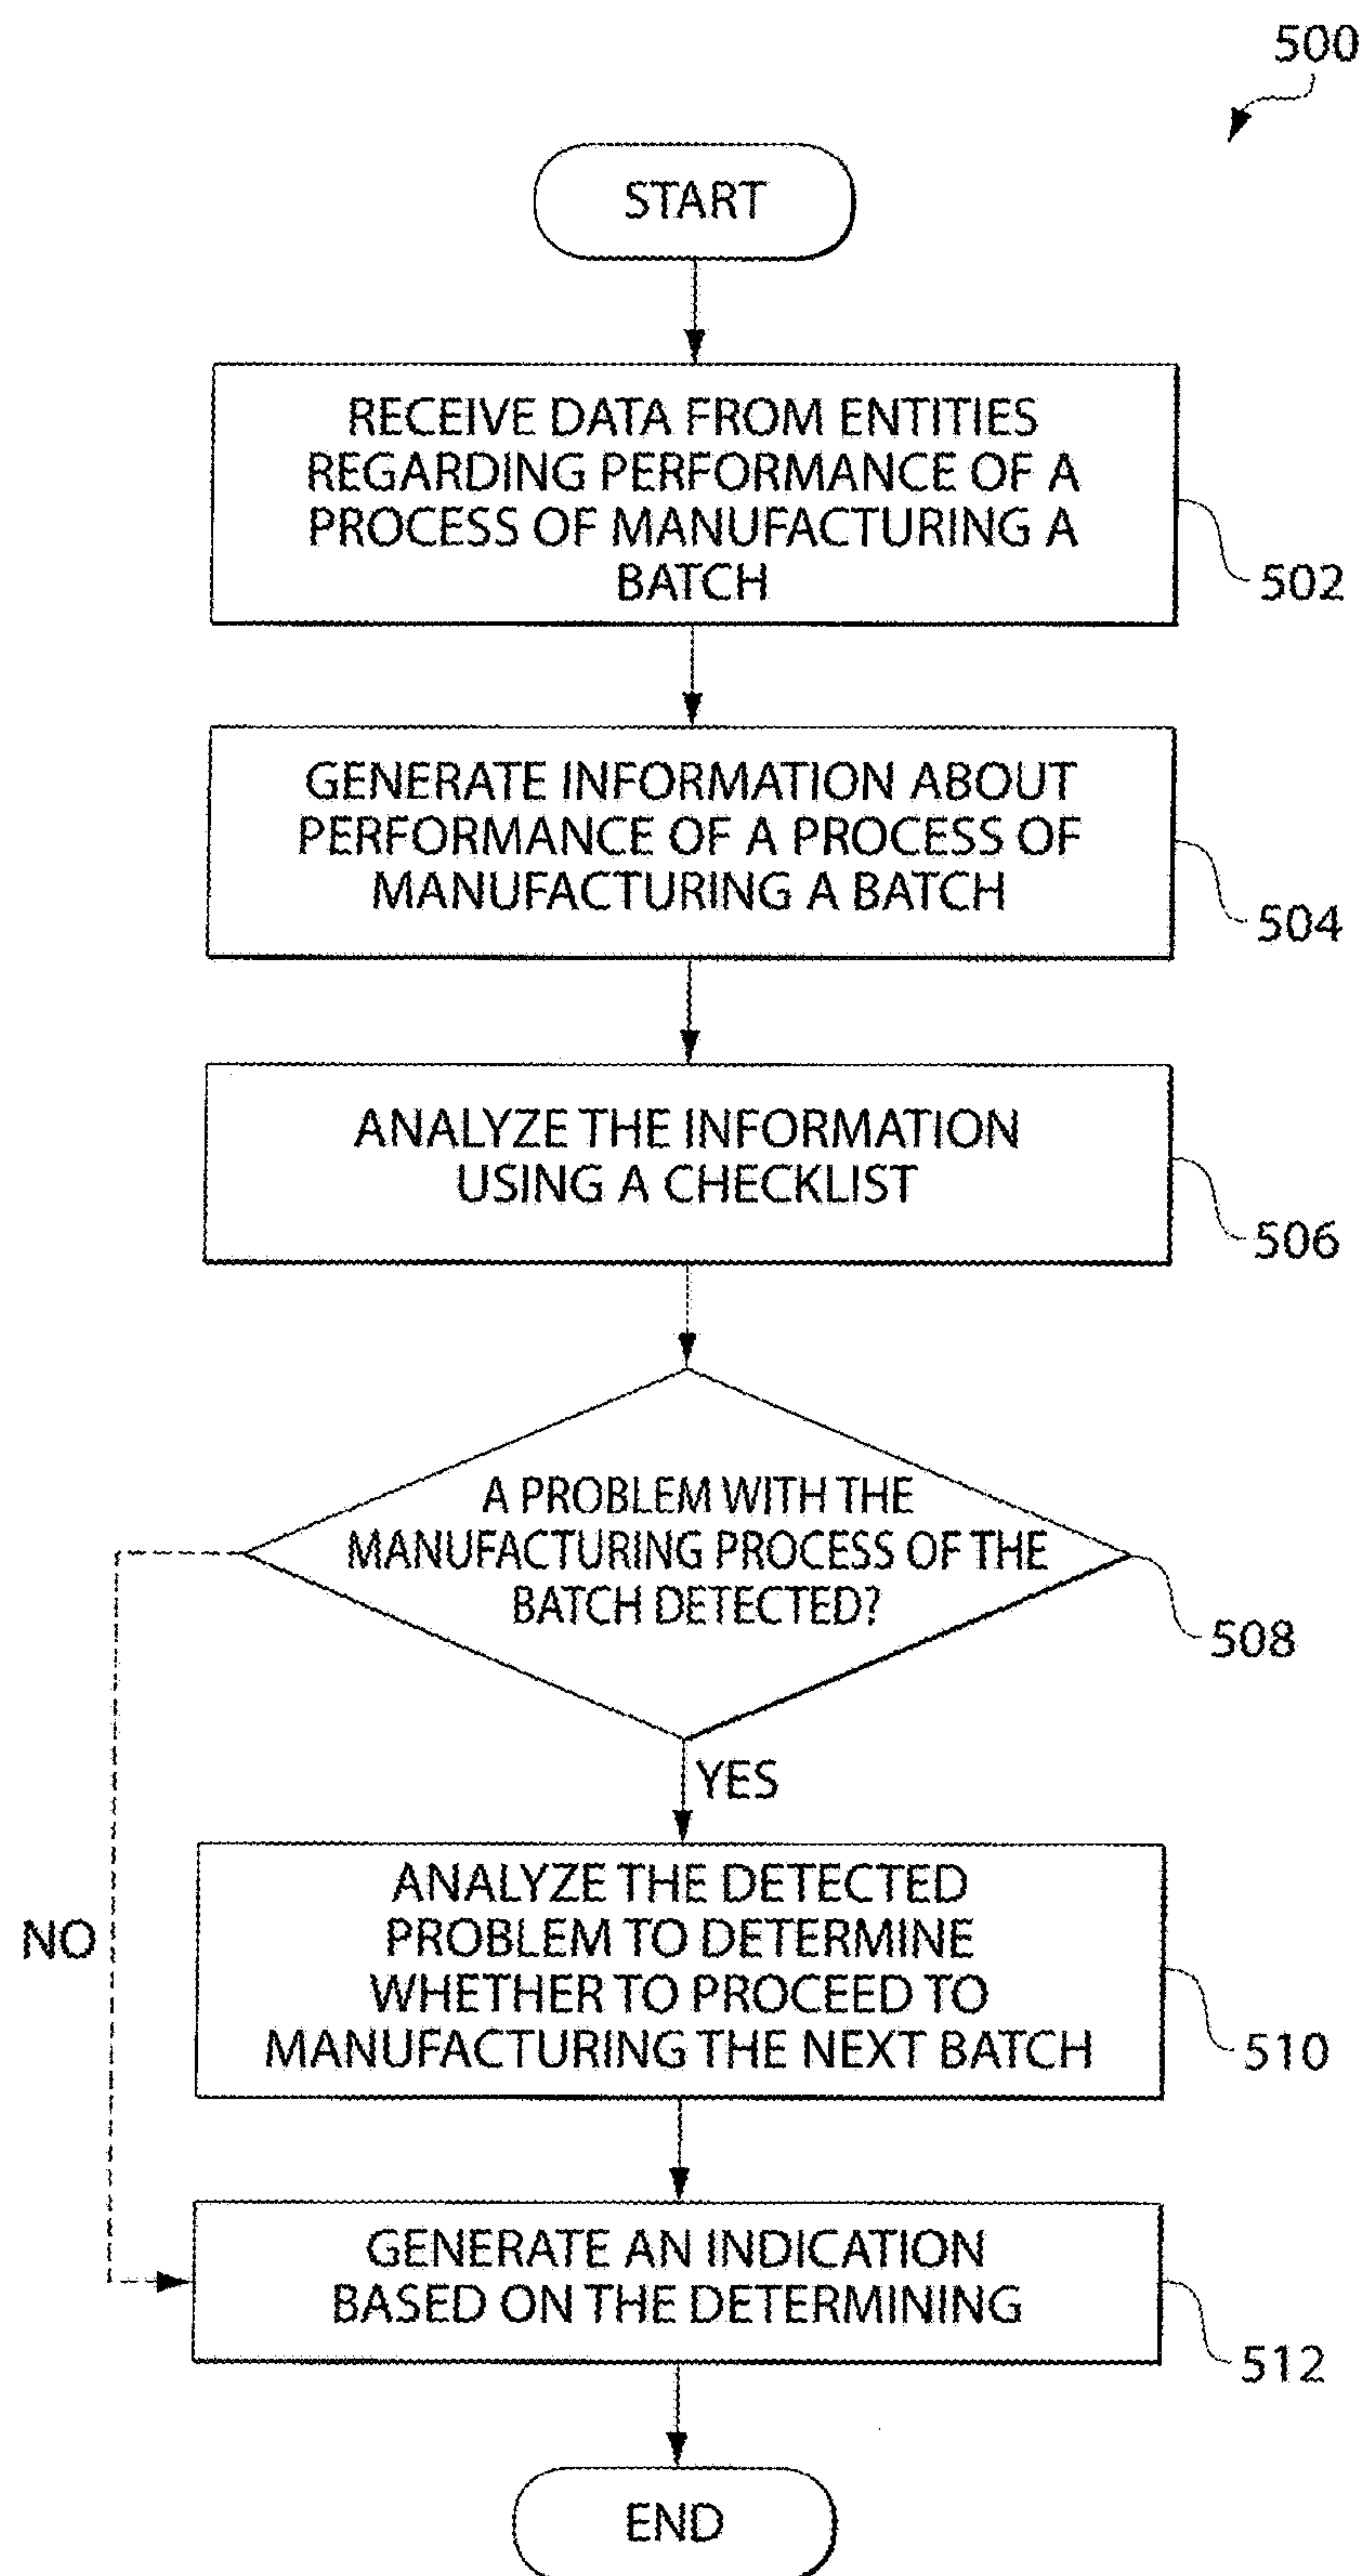 500
START
RECEIVE DATA FROM ENTITIES
REGARDING PERFORMANCE OF A
PROCESS OF MANUFACTURING A
BATCH
502
GENERATE INFORMATION ABOUT
PERFORMANCE OF A PROCESS OF
MANUFACTURING A BATCH
504
ANALYZE THE INFORMATION
USING A CHECKLIST
506
A PROBLEM WITH THE
MANUFACTURING PROCESS OF THE
BATCH DETECTED?
508
YES
NO
ANALYZE THE DETECTED
PROBLEM TO DETERMINE
WHETHER TO PROCEED TO
MANUFACTURING THE NEXT BATCH
510
GENERATE AN INDICATION
BASED ON THE DETERMINING
512
END